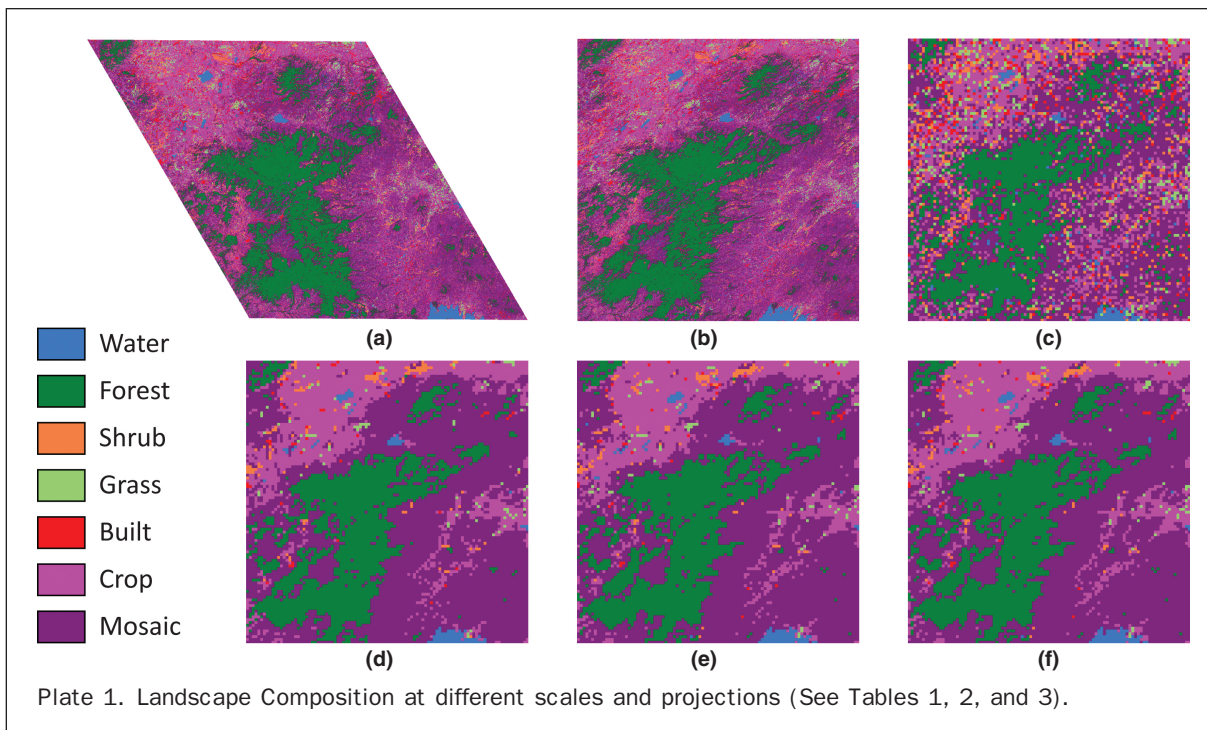 (a)
(b)
(c)
Water
Forest
Shrub
Grass
Built
Crop
Mosaic
(d)
(e)
(f)
Plate 1. Landscape Composition at different scales and projections (See Tables 1, 2, and 3).